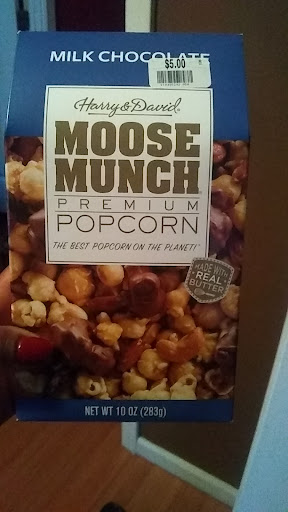 MILK CHOCOLATE
$5.00
Harry & David®
MOOSE
MUNCH®
PREMIUM
POPCORN
THE BEST POPCORN ON THE PLANET!™
MADE WITH
REAL
BUTTER
NET WT 10 OZ (283g)